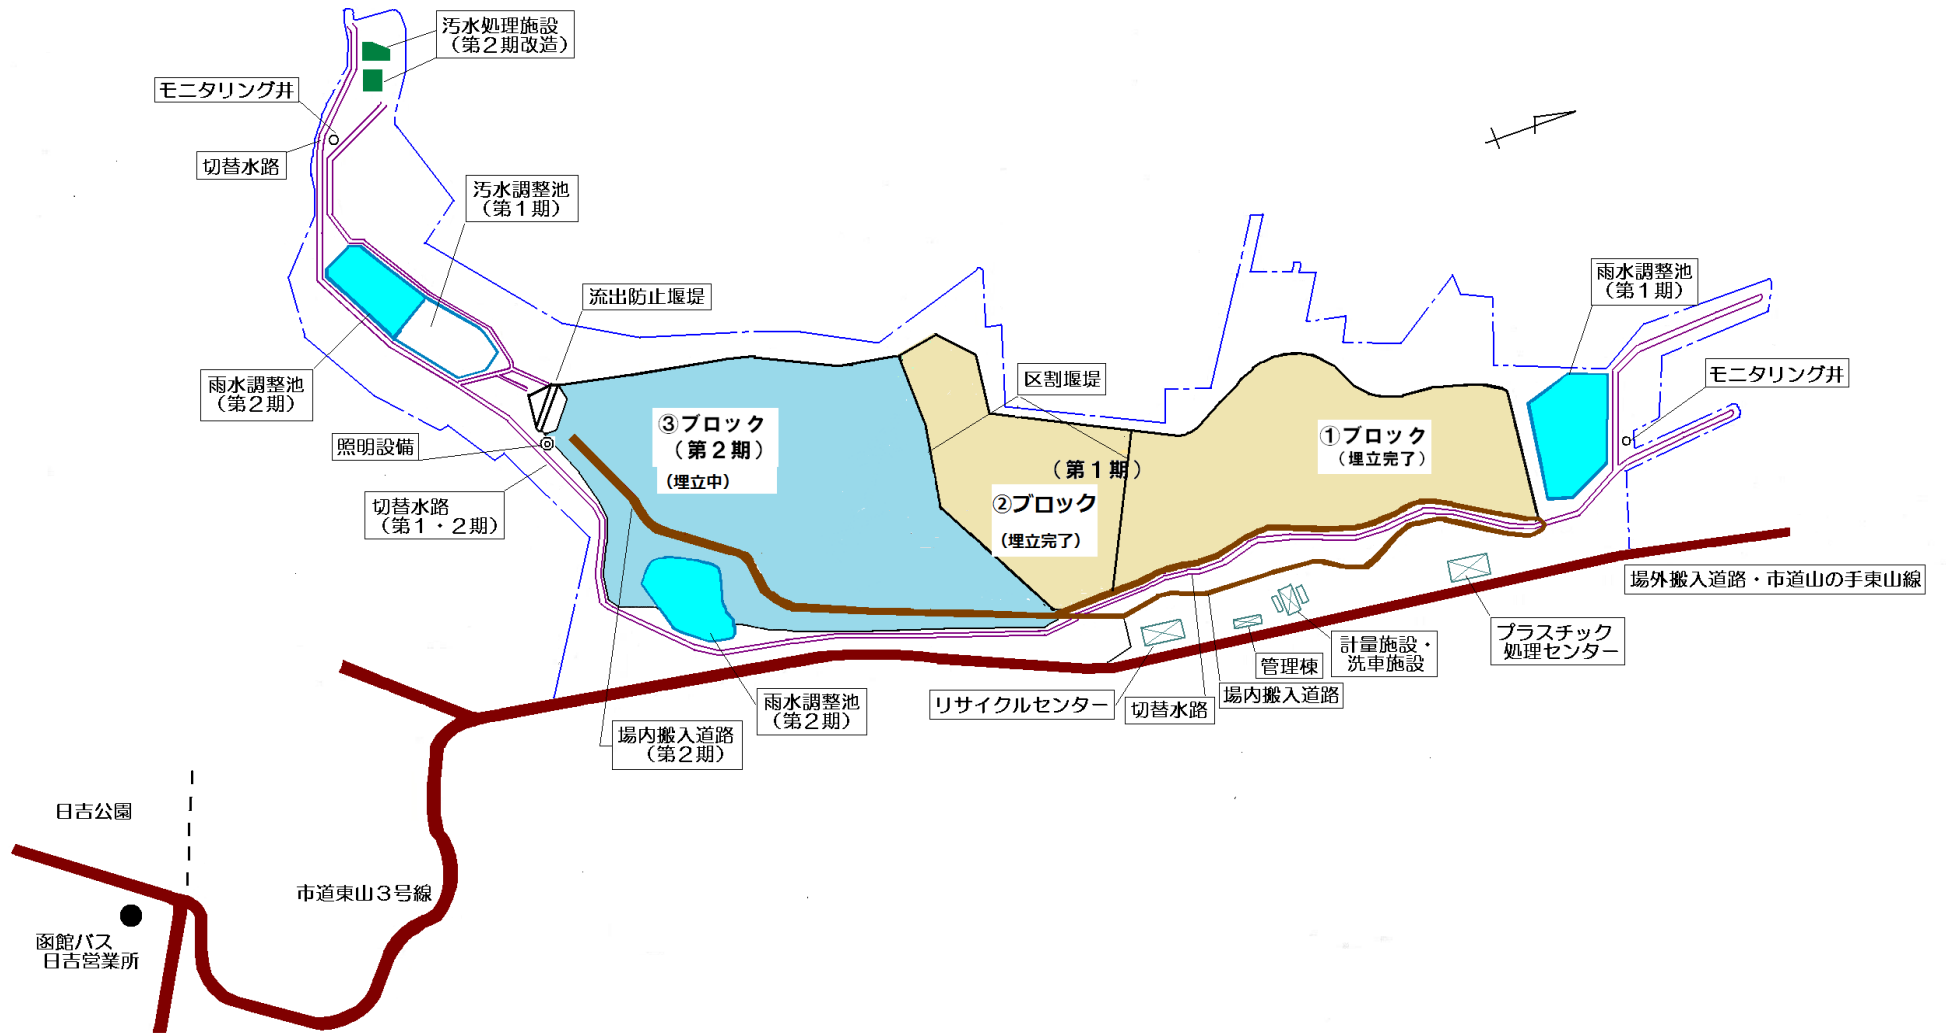 汚水処理施設
（第２期改造）
モニタリング井
切替水路
汚水調整池
（第１期）
流出防止堰堤
雨水調整池
（第１期）
雨水調整池
（第２期）
区割堰堤
モニタリング井
③ブロック
（第２期）
（埋立中）
①ブロック
（埋立完了）
（第１期）
②ブロック
（埋立完了）
照明設備
切替水路
（第１・２期）
場外搬入道路・市道山の手東山線
プラスチック
処理センター
計量施設・
洗車施設
管理棟
場内搬入道路
切替水路
リサイクルセンター
雨水調整池
（第２期）
場内搬入道路
（第２期）
日吉公園
市道東山３号線
函館バス
日吉営業所